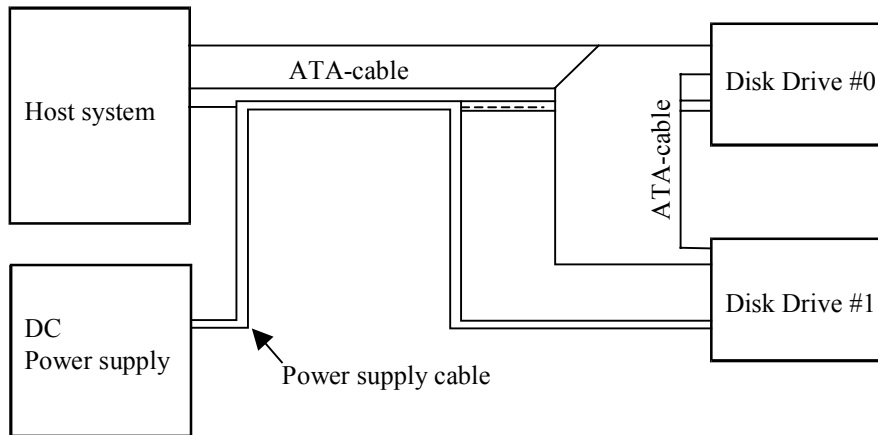 Host system
ATA-cable
Disk Drive #0
ATA-cable
DC
Power supply
Disk Drive #1
Power supply cable